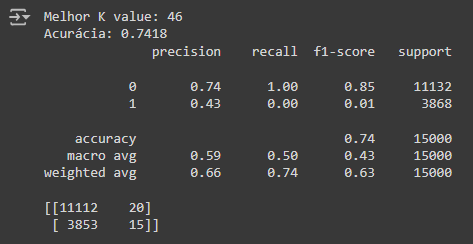 Melhor K value: 46
Acurácia: 0.7418
precision recall f1-score support
0 0.74 1.00 0.85 11132
1 0.43 0.00 0.01 3868
accuracy 0.74 15000
macro avg 0.59 0.50 0.43 15000
weighted avg 0.66 0.74 0.63 15000
[[11112 20]
[ 3853 15]]